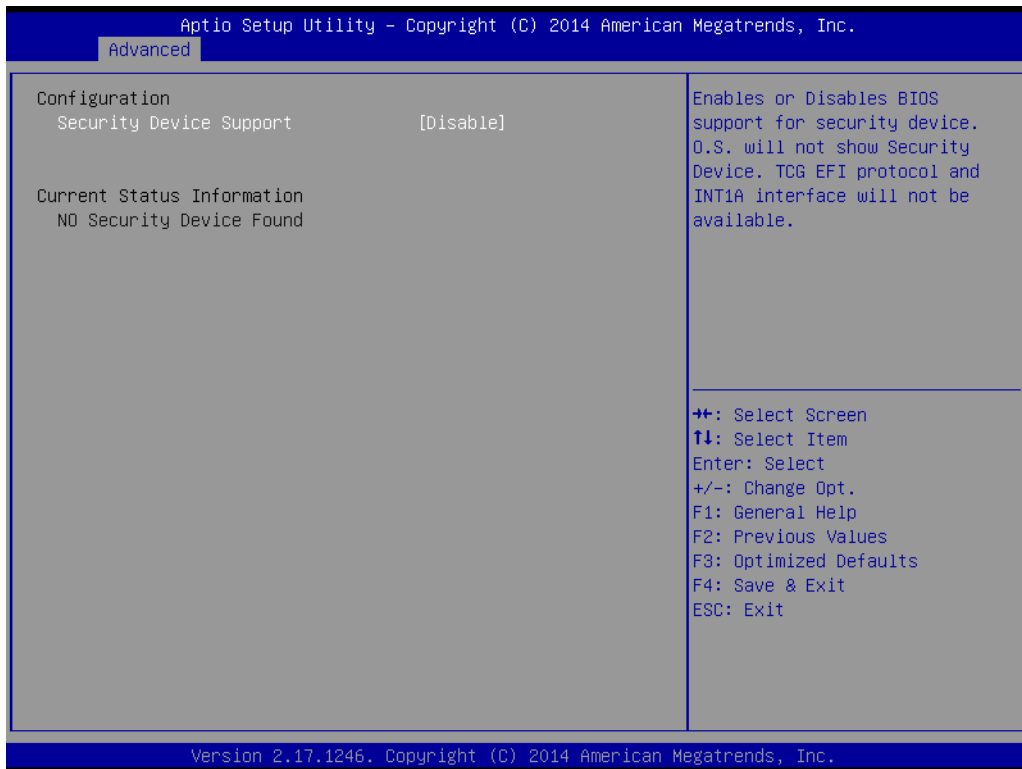 Aptio Setup Utility – Copyright (C) 2014 American Megatrends, Inc.
Advanced
Configuration
Security Device Support [Disable]
Current Status Information
NO Security Device Found
Enables or Disables BIOS
support for security device.
O.S. will not show Security
Device. TCG EFI protocol and
INT1A interface will not be
available.
→←: Select Screen
↑↓: Select Item
Enter: Select
+/-: Change Opt.
F1: General Help
F2: Previous Values
F3: Optimized Defaults
F4: Save & Exit
ESC: Exit
Version 2.17.1246. Copyright (C) 2014 American Megatrends, Inc.